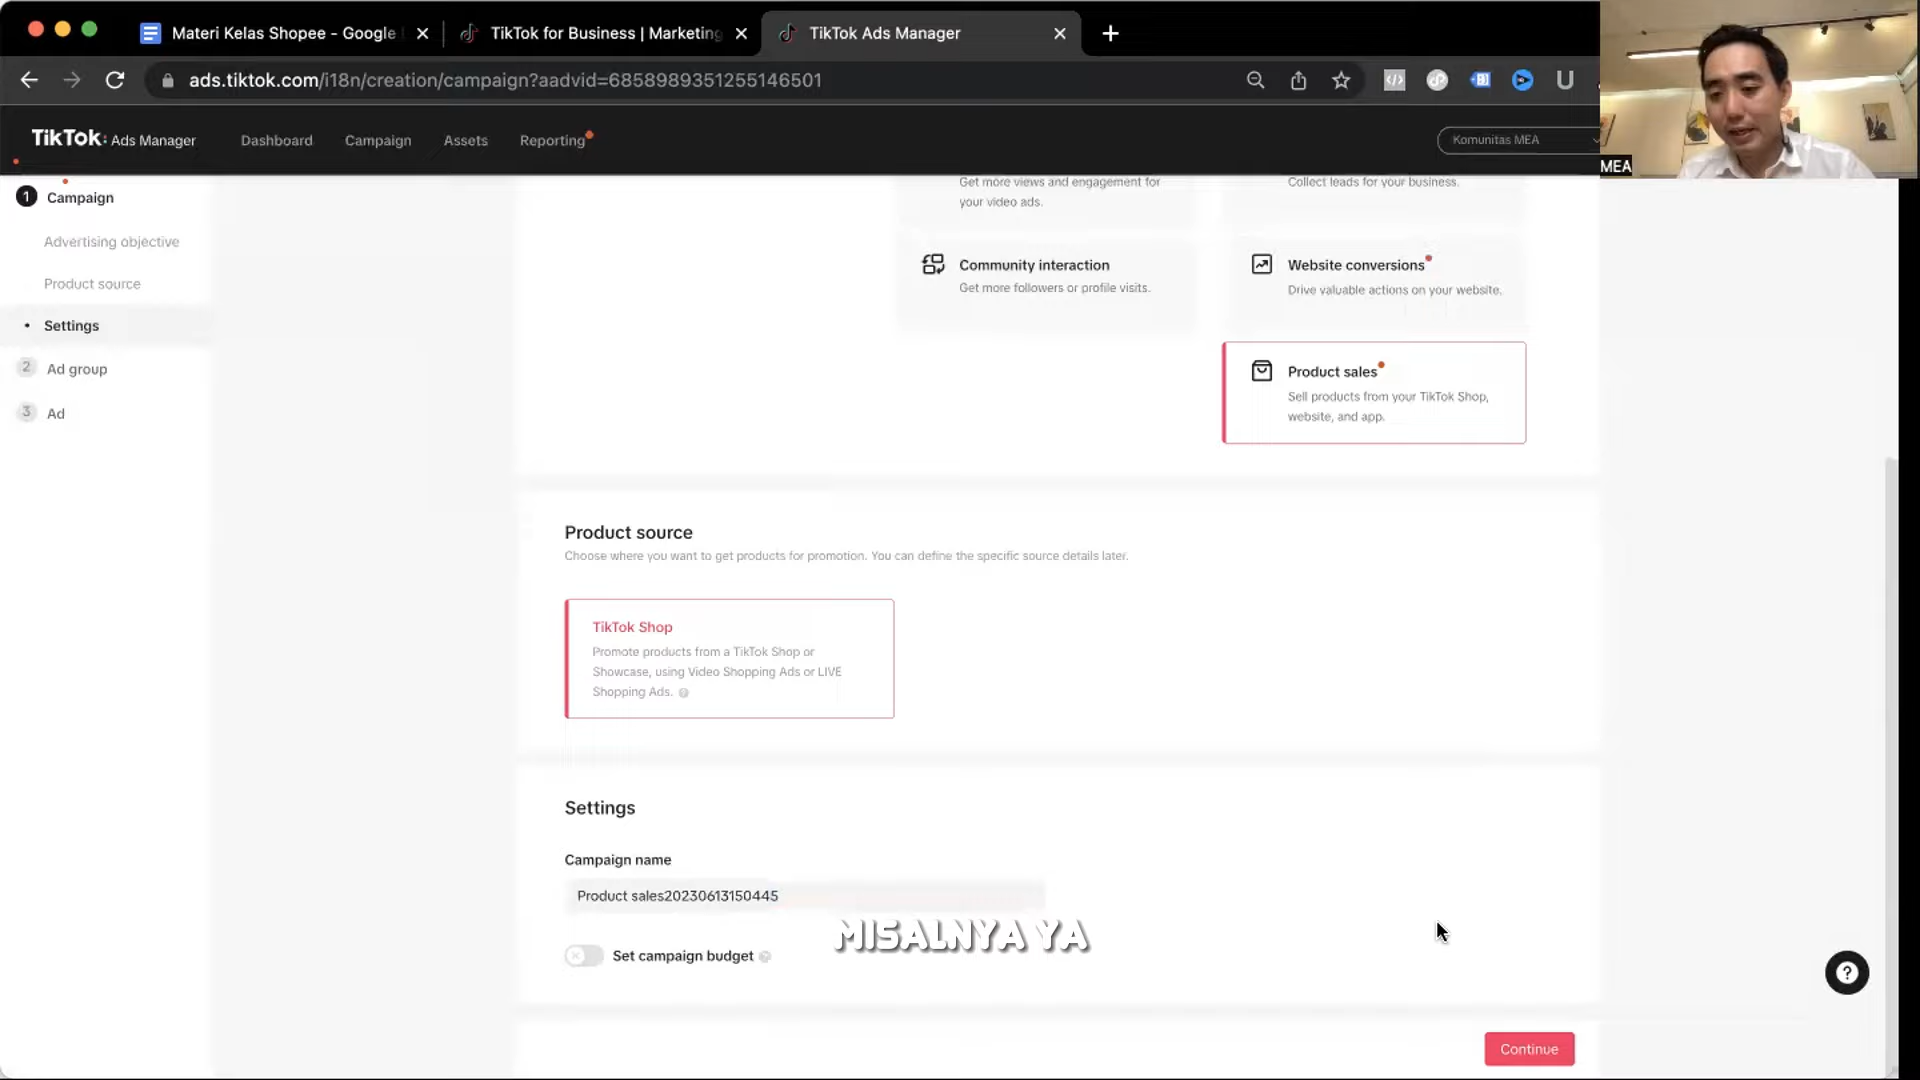 Materi Kelas Shopee - Google
TikTok for Business | Marketing
TikTok Ads Manager
ads.tiktok.com/i18n/creation/campaign?aadvid=6858989351255146501
TikTok: Ads Manager
Dashboard
Campaign
Assets
Reporting
Komunitas MEA
MEA
1 Campaign
Advertising objective
Product source
Settings
2 Ad group
3 Ad
Get more views and engagement for
your video ads.
Collect leads for your business.
Community interaction
Get more followers or profile visits.
Website conversions
Drive valuable actions on your website.
Product sales
Sell products from your TikTok Shop,
website, and app.
Product source
Choose where you want to get products for promotion. You can define the specific source details later.
TikTok Shop
Promote products from a TikTok Shop or
Showcase, using Video Shopping Ads or LIVE
Shopping Ads.
Settings
Campaign name
Product sales20230613150445
MISALNYA YA
Set campaign budget
Continue